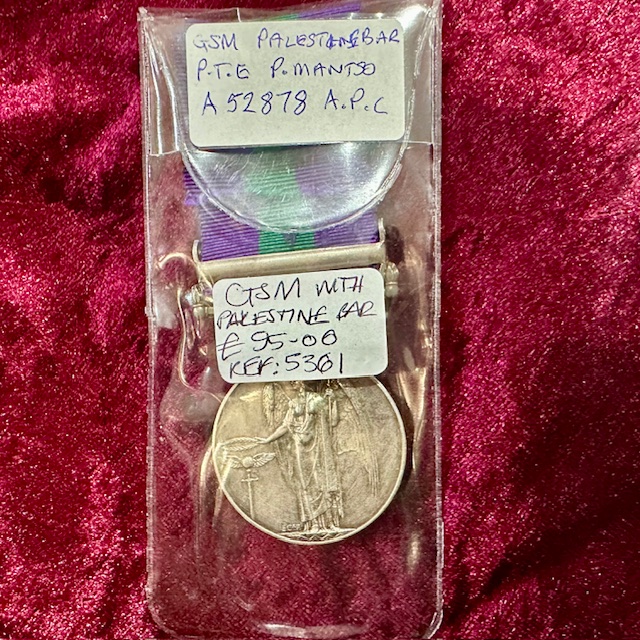 GSM PALESTINE BAR
P.T.E P. MANTSO
A 52878 A.P.C
GSM WITH
PALESTINE BAR
£95-00
REF: 5361